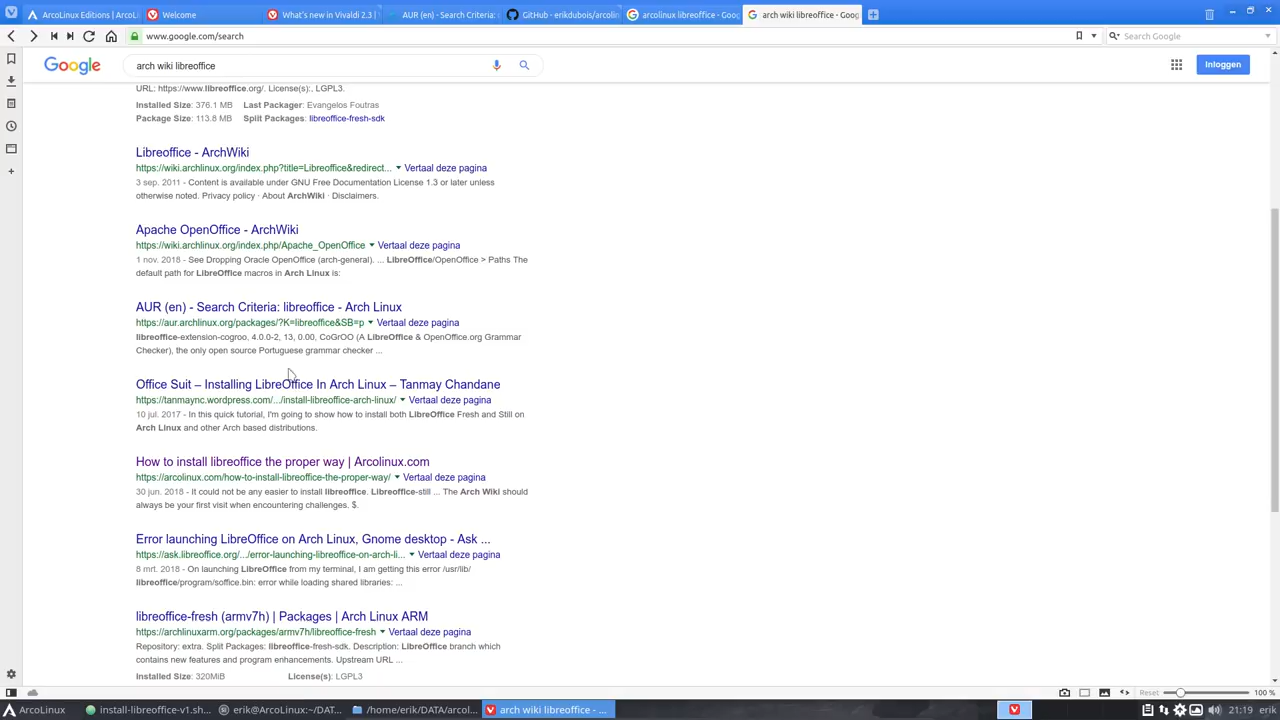 ArcoLinux Editions | ArcoL
Welcome
What's new in Vivaldi 2.3 |
AUR (en) - Search Criteria:
GitHub - erikdubois/arcolin
arcolinux libreoffice - Goog
arch wiki libreoffice - Goog
www.google.com/search
Search Google
Google
arch wiki libreoffice
Inloggen
URL: https://www.libreoffice.org/. License(s):, LGPL3.
Installed Size: 376.1 MB Last Packager: Evangelos Foutras
Package Size: 113.8 MB Split Packages: libreoffice-fresh-sdk
Libreoffice - ArchWiki
https://wiki.archlinux.org/index.php?title=Libreoffice&redirect... Vertaal deze pagina
3 sep. 2011 - Content is available under GNU Free Documentation License 1.3 or later unless
otherwise noted. Privacy policy · About ArchWiki · Disclaimers.
Apache OpenOffice - ArchWiki
https://wiki.archlinux.org/index.php/Apache_OpenOffice Vertaal deze pagina
1 nov. 2018 - See Dropping Oracle OpenOffice (arch-general). ... LibreOffice/OpenOffice > Paths The
default path for LibreOffice macros in Arch Linux is:
AUR (en) - Search Criteria: libreoffice - Arch Linux
https://aur.archlinux.org/packages/?K=libreoffice&SB=p Vertaal deze pagina
libreoffice-extension-cogroo, 4.0.0-2, 13, 0.00, CoGrOO (A LibreOffice & OpenOffice.org Grammar
Checker), the only open source Portuguese grammar checker ...
Office Suit – Installing LibreOffice In Arch Linux – Tanmay Chandane
https://tanmaync.wordpress.com/.../install-libreoffice-arch-linux/ Vertaal deze pagina
10 jul. 2017 - In this quick tutorial, I'm going to show how to install both LibreOffice Fresh and Still on
Arch Linux and other Arch based distributions.
How to install libreoffice the proper way | Arcolinux.com
https://arcolinux.com/how-to-install-libreoffice-the-proper-way/ Vertaal deze pagina
30 jun. 2018 - It could not be any easier to install libreoffice. Libreoffice-still ... The Arch Wiki should
always be your first visit when encountering challenges. $.
Error launching LibreOffice on Arch Linux, Gnome desktop - Ask ...
https://ask.libreoffice.org/.../error-launching-libreoffice-on-arch-li... Vertaal deze pagina
8 mrt. 2018 - On launching LibreOffice from my terminal, I am getting this error /usr/lib/
libreoffice/program/soffice.bin: error while loading shared libraries: ...
libreoffice-fresh (armv7h) | Packages | Arch Linux ARM
https://archlinuxarm.org/packages/armv7h/libreoffice-fresh Vertaal deze pagina
Repository: extra. Split Packages: libreoffice-fresh-sdk. Description: LibreOffice branch which
contains new features and program enhancements. Upstream URL ...
Installed Size: 320MiB License(s): LGPL3
Reset
100 %
ArcoLinux
install-libreoffice-v1.sh...
erik@ArcoLinux:~/DAT...
/home/erik/DATA/arcol...
arch wiki libreoffice - ...
21:19
erik